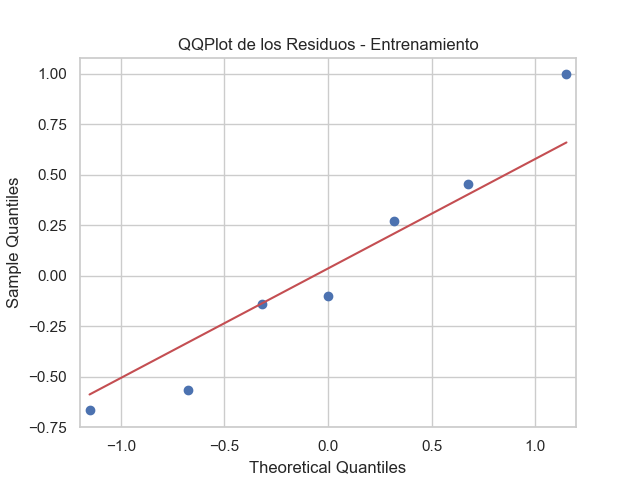 QQPlot de los Residuos - Entrenamiento
1.00
0.75
0.50
0.25
0.00
−0.25
−0.50
−0.75
Sample Quantiles
−1.0 −0.5 0.0 0.5 1.0
Theoretical Quantiles